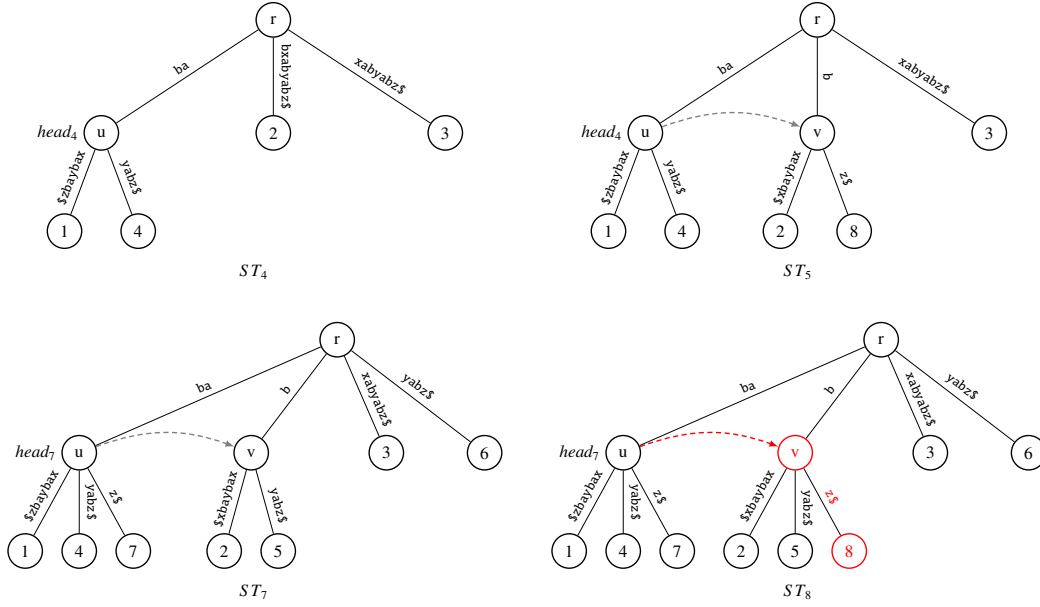 r
ba
bxabyabz$
xabyabz$
head₄
u
2
3
$zbaybax
yabz$
1
4
ST₄
r
ba
b
xabyabz$
head₄
u
v
3
$zbaybax
yabz$
$xbaybax
z$
1
4
2
8
ST₅
r
ba
b
xabyabz$
yabz$
head₇
u
v
3
6
$zbaybax
yabz$
z$
$xbaybax
yabz$
1
4
7
2
5
ST₇
r
ba
b
xabyabz$
yabz$
head₇
u
v
3
6
$zbaybax
yabz$
z$
$xbaybax
yabz$
z$
1
4
7
2
5
8
ST₈